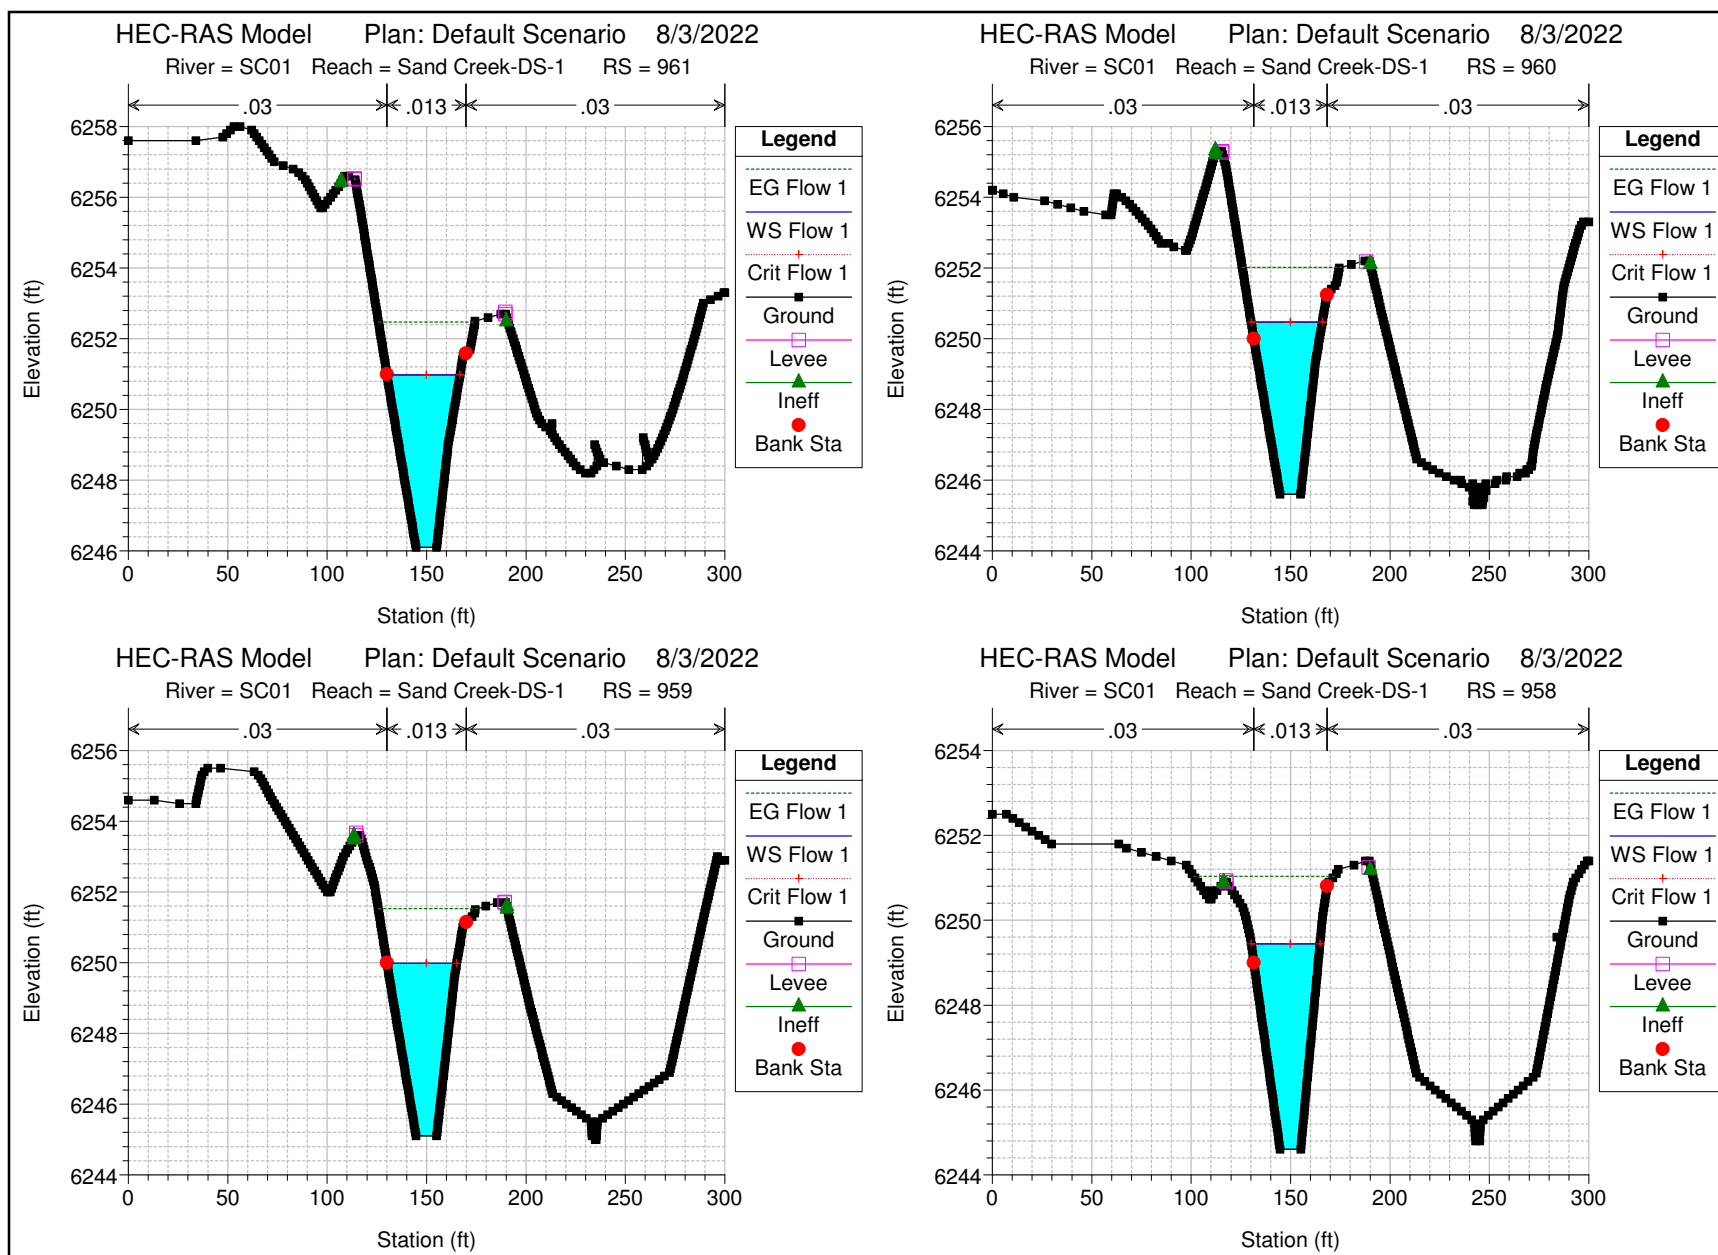 HEC-RAS Model Plan: Default Scenario 8/3/2022
River = SC01 Reach = Sand Creek-DS-1 RS = 961
.03 .013 .03
6258
6256
6254
6252
6250
6248
6246
Elevation (ft)
0 50 100 150 200 250 300
Station (ft)
Legend
EG Flow 1
WS Flow 1
Crit Flow 1
Ground
Levee
Ineff
Bank Sta
HEC-RAS Model Plan: Default Scenario 8/3/2022
River = SC01 Reach = Sand Creek-DS-1 RS = 960
.03 .013 .03
6256
6254
6252
6250
6248
6246
6244
Elevation (ft)
0 50 100 150 200 250 300
Station (ft)
Legend
EG Flow 1
WS Flow 1
Crit Flow 1
Ground
Levee
Ineff
Bank Sta
HEC-RAS Model Plan: Default Scenario 8/3/2022
River = SC01 Reach = Sand Creek-DS-1 RS = 959
.03 .013 .03
6256
6254
6252
6250
6248
6246
6244
Elevation (ft)
0 50 100 150 200 250 300
Station (ft)
Legend
EG Flow 1
WS Flow 1
Crit Flow 1
Ground
Levee
Ineff
Bank Sta
HEC-RAS Model Plan: Default Scenario 8/3/2022
River = SC01 Reach = Sand Creek-DS-1 RS = 958
.03 .013 .03
6254
6252
6250
6248
6246
6244
Elevation (ft)
0 50 100 150 200 250 300
Station (ft)
Legend
EG Flow 1
WS Flow 1
Crit Flow 1
Ground
Levee
Ineff
Bank Sta